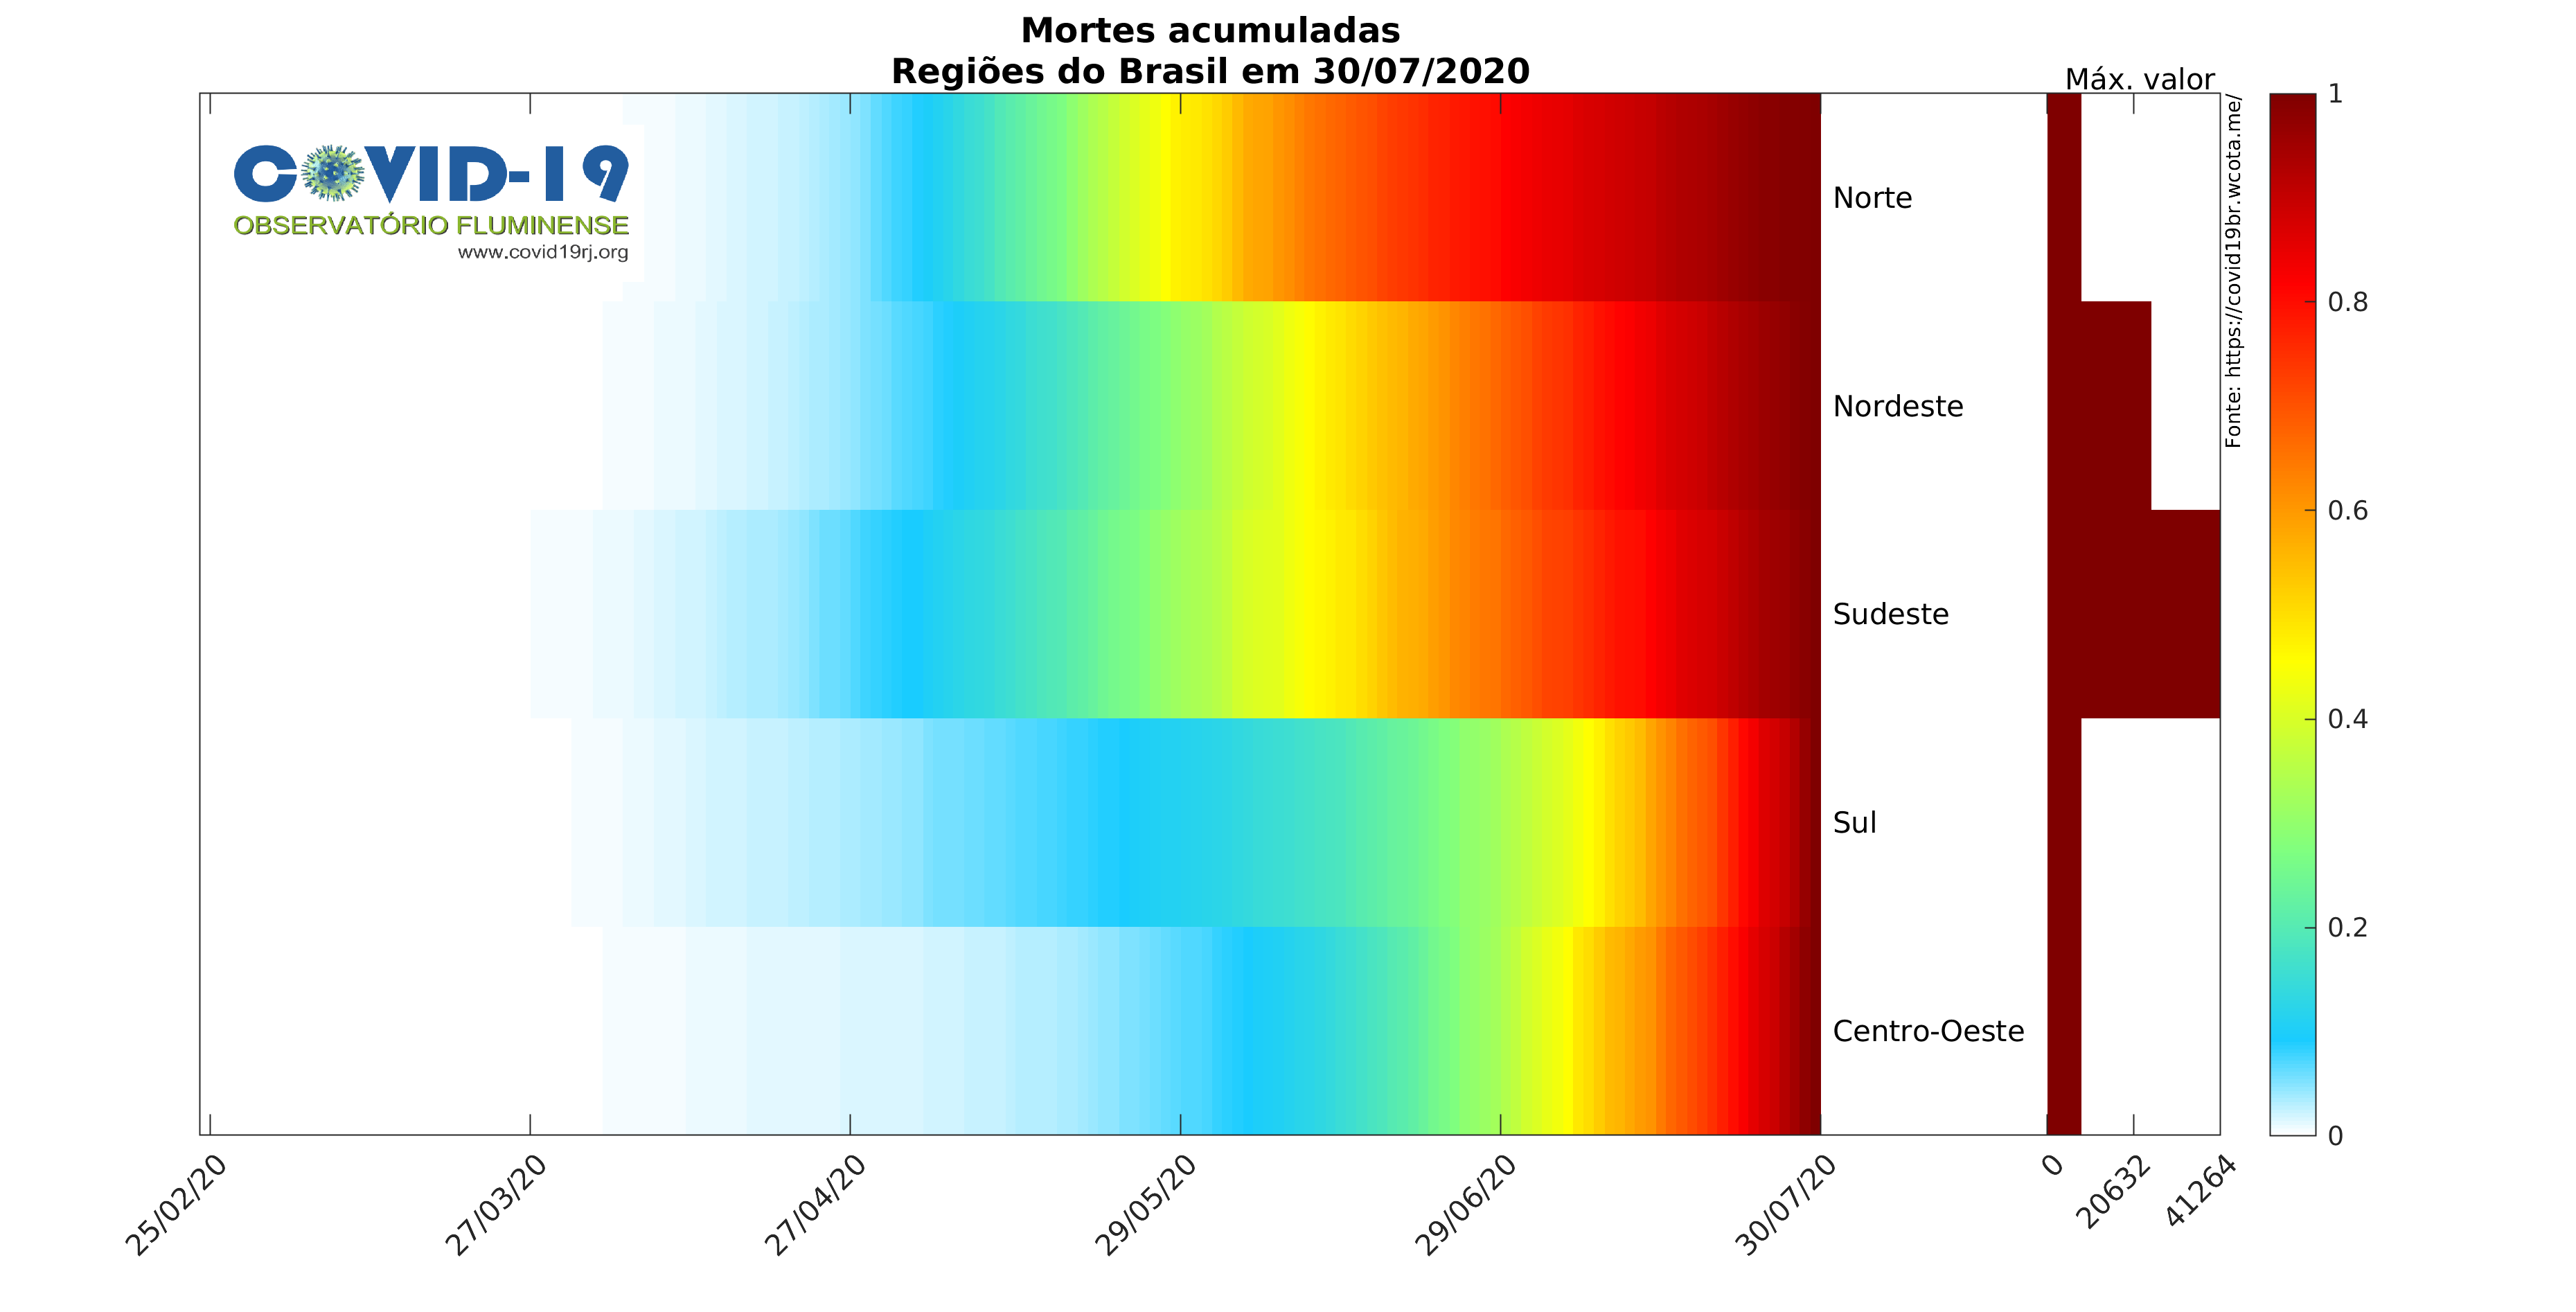 Mortes acumuladas
Regiões do Brasil em 30/07/2020
Máx. valor
COVID-19
OBSERVATÓRIO FLUMINENSE
www.covid19rj.org
Norte
Nordeste
Sudeste
Sul
Centro-Oeste
Fonte: https://covid19br.wcota.me/
1
0.8
0.6
0.4
0.2
0
25/02/20
27/03/20
27/04/20
29/05/20
29/06/20
30/07/20
0
20632
41264